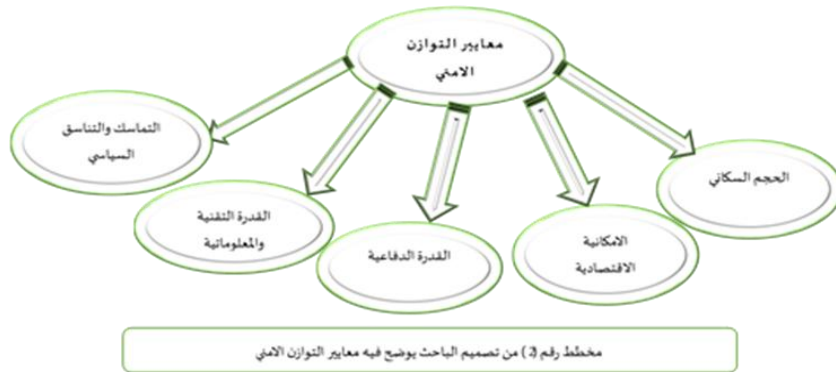 معايير التوازن
الامني
الحجم السكاني
الامكانية
الاقتصادية
القدرة الدفاعية
القدرة التقنية
والمعلوماتية
التماسك والتناسق
السياسي
مخطط رقم (2) من تصميم الباحث يوضح فيه معايير التوازن الامني